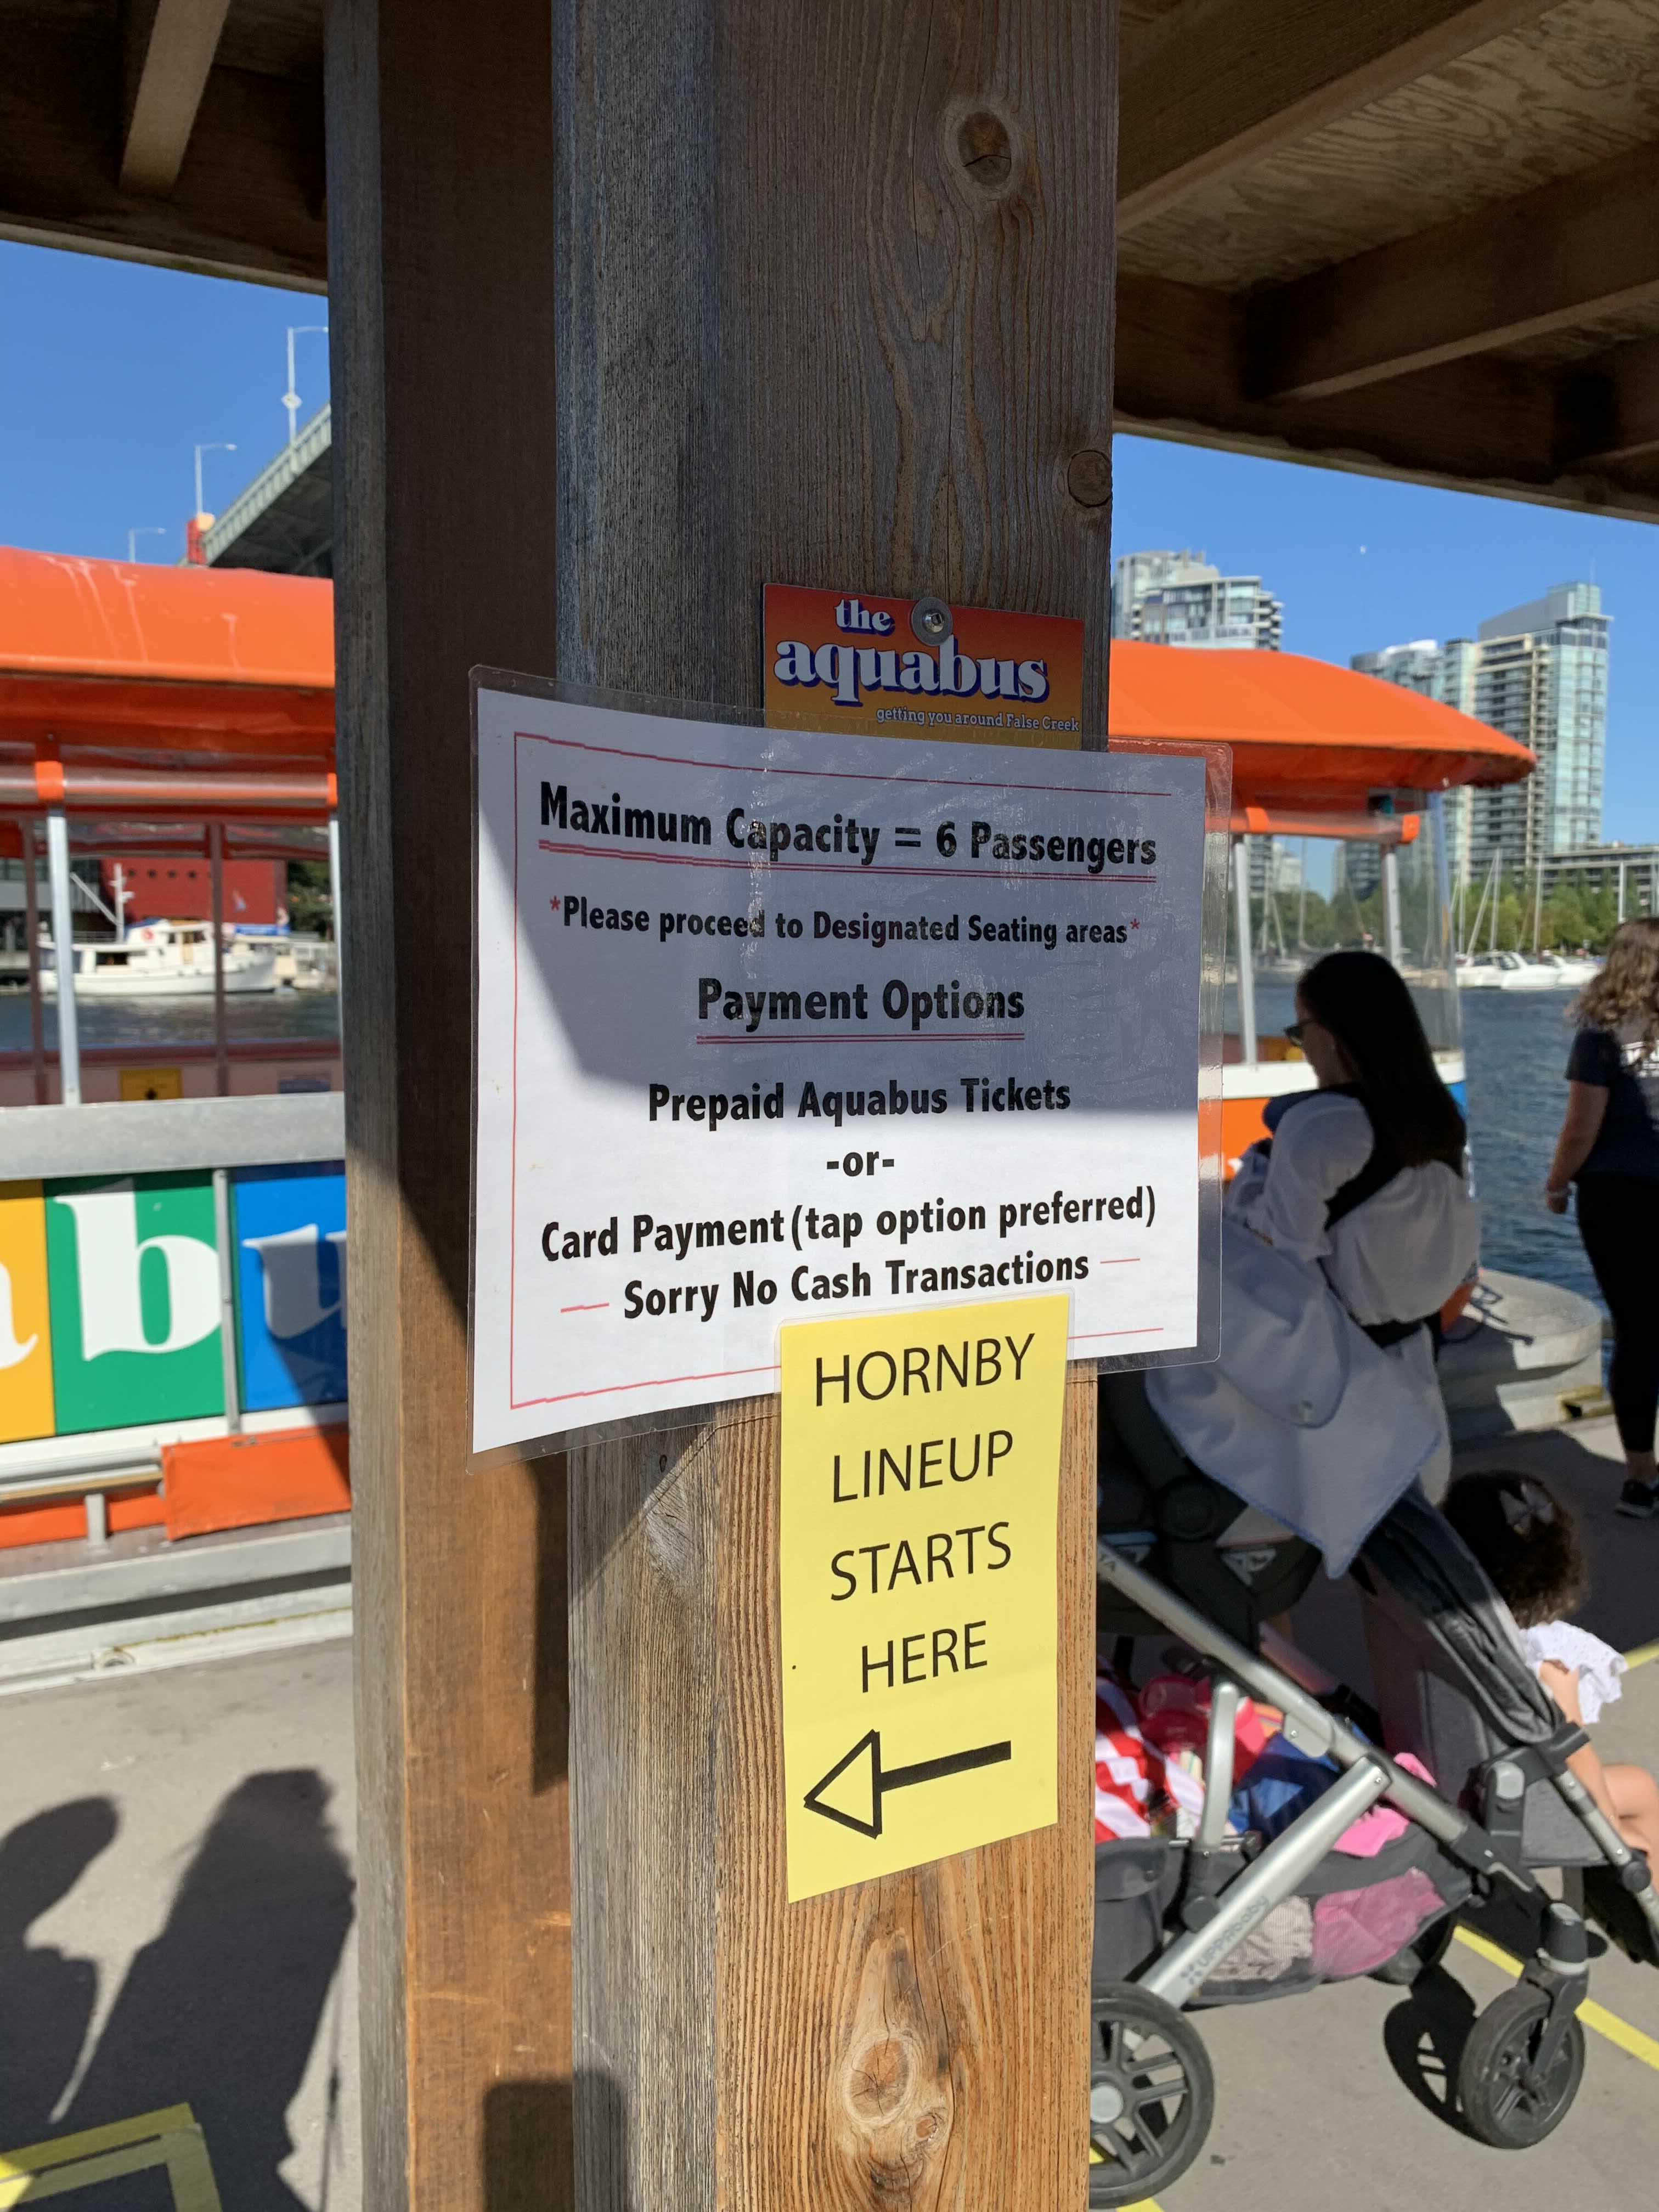 the
aquabus
getting you around False Creek
Maximum Capacity = 6 Passengers
*Please proceed to Designated Seating areas*
Payment Options
Prepaid Aquabus Tickets
-or-
Card Payment (tap option preferred)
Sorry No Cash Transactions
HORNBY
LINEUP
STARTS
HERE
bu
UPPAbaby